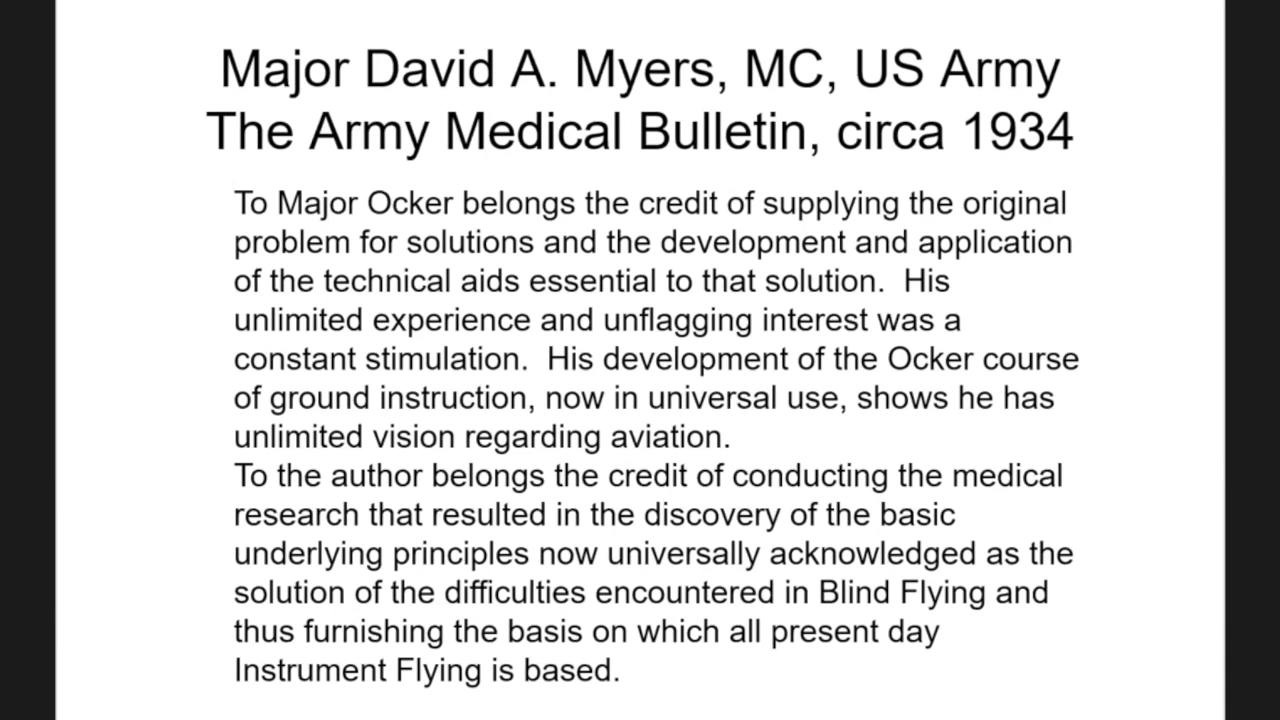 Major David A. Myers, MC, US Army
The Army Medical Bulletin, circa 1934
To Major Ocker belongs the credit of supplying the original
problem for solutions and the development and application
of the technical aids essential to that solution.  His
unlimited experience and unflagging interest was a
constant stimulation.  His development of the Ocker course
of ground instruction, now in universal use, shows he has
unlimited vision regarding aviation.
To the author belongs the credit of conducting the medical
research that resulted in the discovery of the basic
underlying principles now universally acknowledged as the
solution of the difficulties encountered in Blind Flying and
thus furnishing the basis on which all present day
Instrument Flying is based.